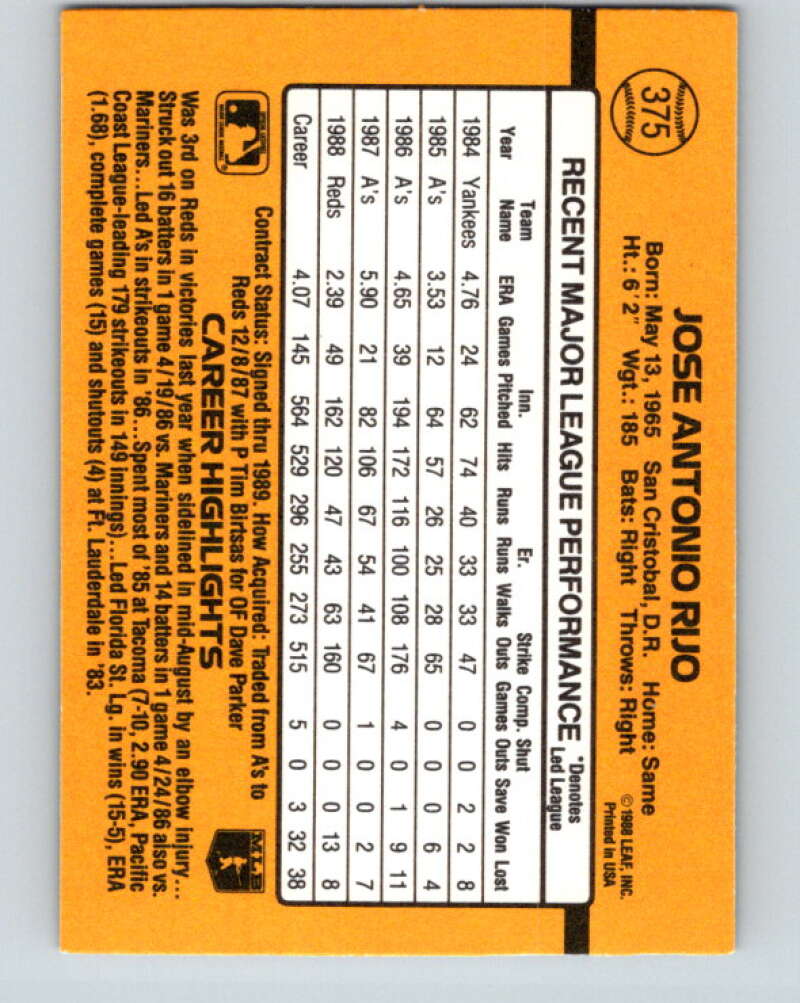 375
JOSE ANTONIO RIJO
Born: May 13, 1965 San Cristobal, D.R. Home: Same
Ht.: 6'2" Wgt.: 185 Bats: Right Throws: Right
© 1988 LEAF, INC.
Printed in USA
RECENT MAJOR LEAGUE PERFORMANCE *Denotes
Led League
Team Inn. Er. Strike Comp. Shut
Year Name ERA Games Pitched Hits Runs Runs Walks Outs Games Outs Save Won Lost
1984 Yankees 4.76 24 62 74 40 33 33 47 0 0 2 2 8
1985 A's 3.53 12 64 57 26 25 28 65 0 0 0 6 4
1986 A's 4.65 39 194 172 116 100 108 176 4 0 1 9 11
1987 A's 5.90 21 82 106 67 54 41 67 1 0 0 2 7
1988 Reds 2.39 49 162 120 47 43 63 160 0 0 0 13 8
Career 4.07 145 564 529 296 255 273 515 5 0 3 32 38
Contract Status: Signed thru 1989. How Acquired: Traded from A's to
Reds 12/8/87 with P Tim Birtsas for OF Dave Parker
MLB
CAREER HIGHLIGHTS
Was 3rd on Reds in victories last year when sidelined in mid-August by an elbow injury...
Struck out 16 batters in 1 game 4/19/86 vs. Mariners and 14 batters in 1 game 4/24/86 also vs.
Mariners...Led A's in strikeouts in '86...Spent most of '85 at Tacoma (7-10, 2.90 ERA, Pacific
Coast League-leading 179 strikeouts in 149 innings)...Led Florida St. Lg. in wins (15-5), ERA
(1.68), complete games (15) and shutouts (4) at Ft. Lauderdale in '83.